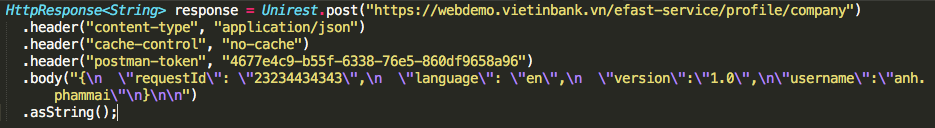 HttpResponse<String> response = Unirest.post("https://webdemo.vietinbank.vn/efast-service/profile/company")
.header("content-type", "application/json")
.header("cache-control", "no-cache")
.header("postman-token", "4677e4c9-b55f-6338-76e5-860df9658a96")
.body("{\n  \"requestId\": \"23234434343\",\n  \"language\": \"en\",\n  \"version\":\"1.0\",\n\"username\":\"anh.
phammai\"\n}\n\n")
.asString();